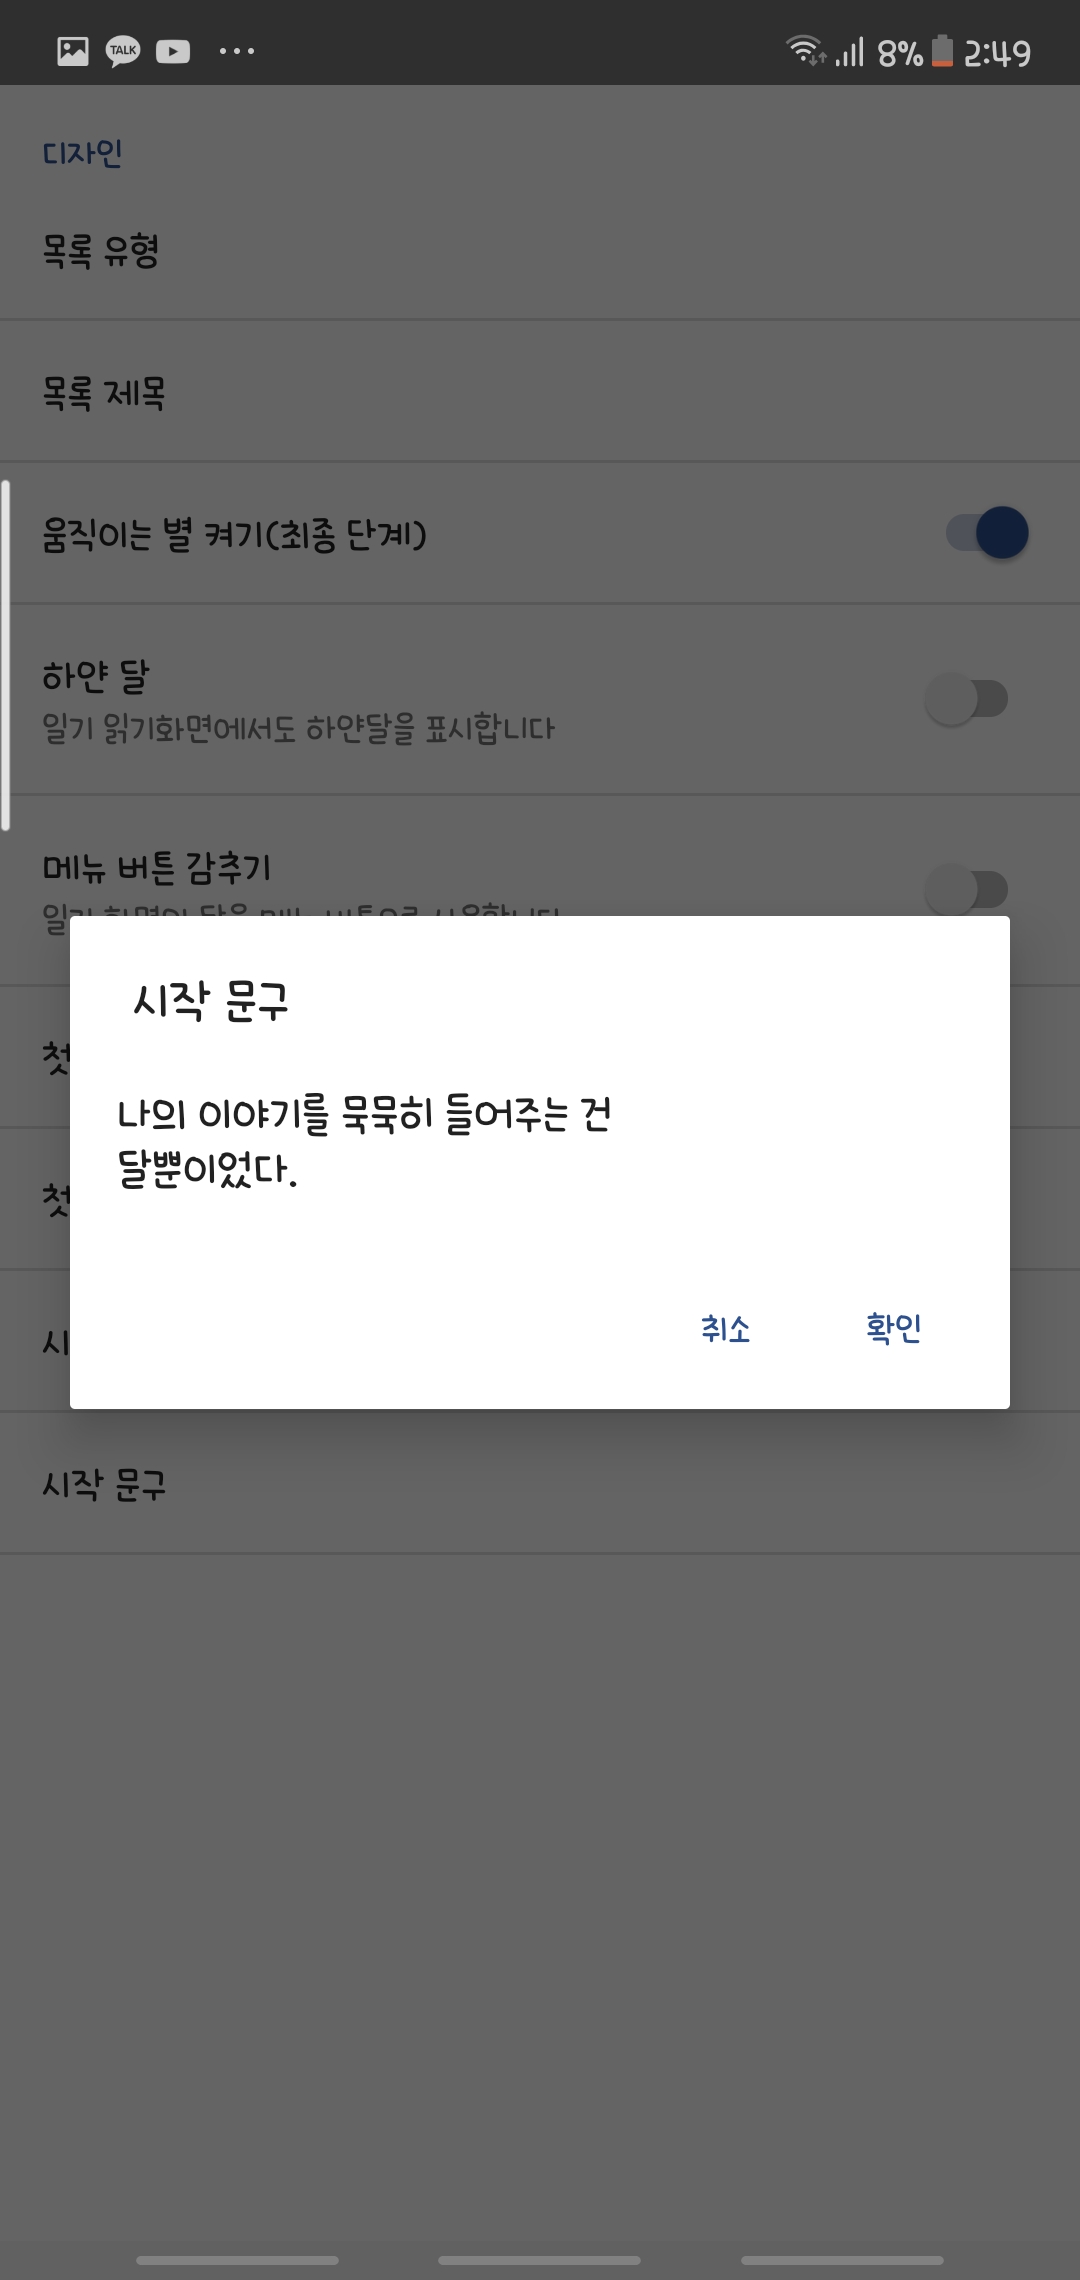 TALK
8% 2:49
디자인
목록 유형
목록 제목
움직이는 별 켜기(최종 단계)
하얀 달
일기 읽기화면에서도 하얀달을 표시합니다
메뉴 버튼 감추기
시작 문구
나의 이야기를 묵묵히 들어주는 건
달뿐이었다.
취소 확인
시작 문구